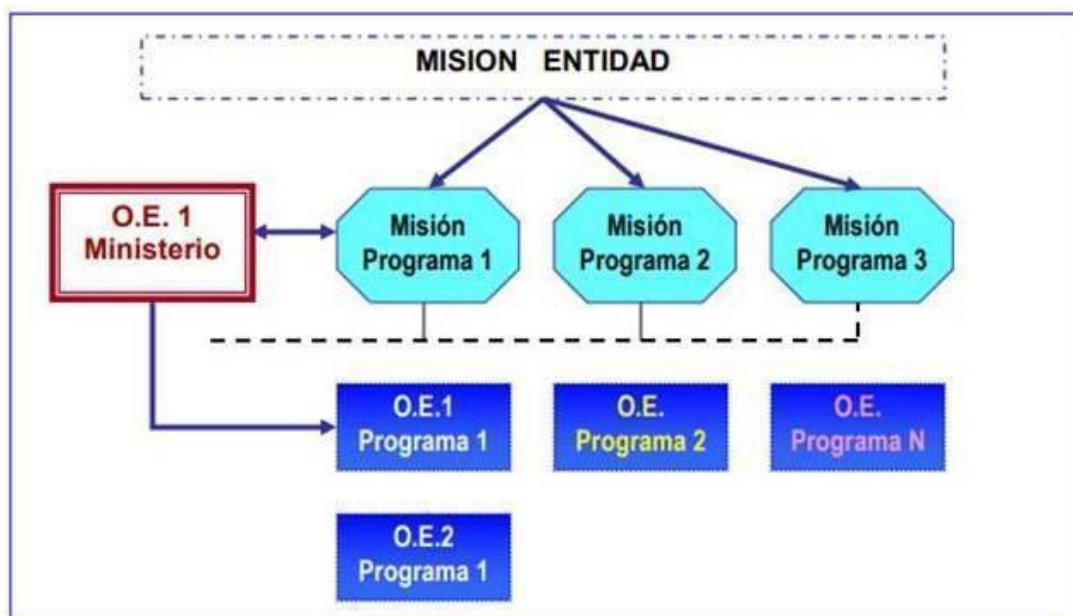 MISION ENTIDAD
O.E. 1
Ministerio
Misión
Programa 1
Misión
Programa 2
Misión
Programa 3
O.E.1
Programa 1
O.E.
Programa 2
O.E.
Programa N
O.E.2
Programa 1